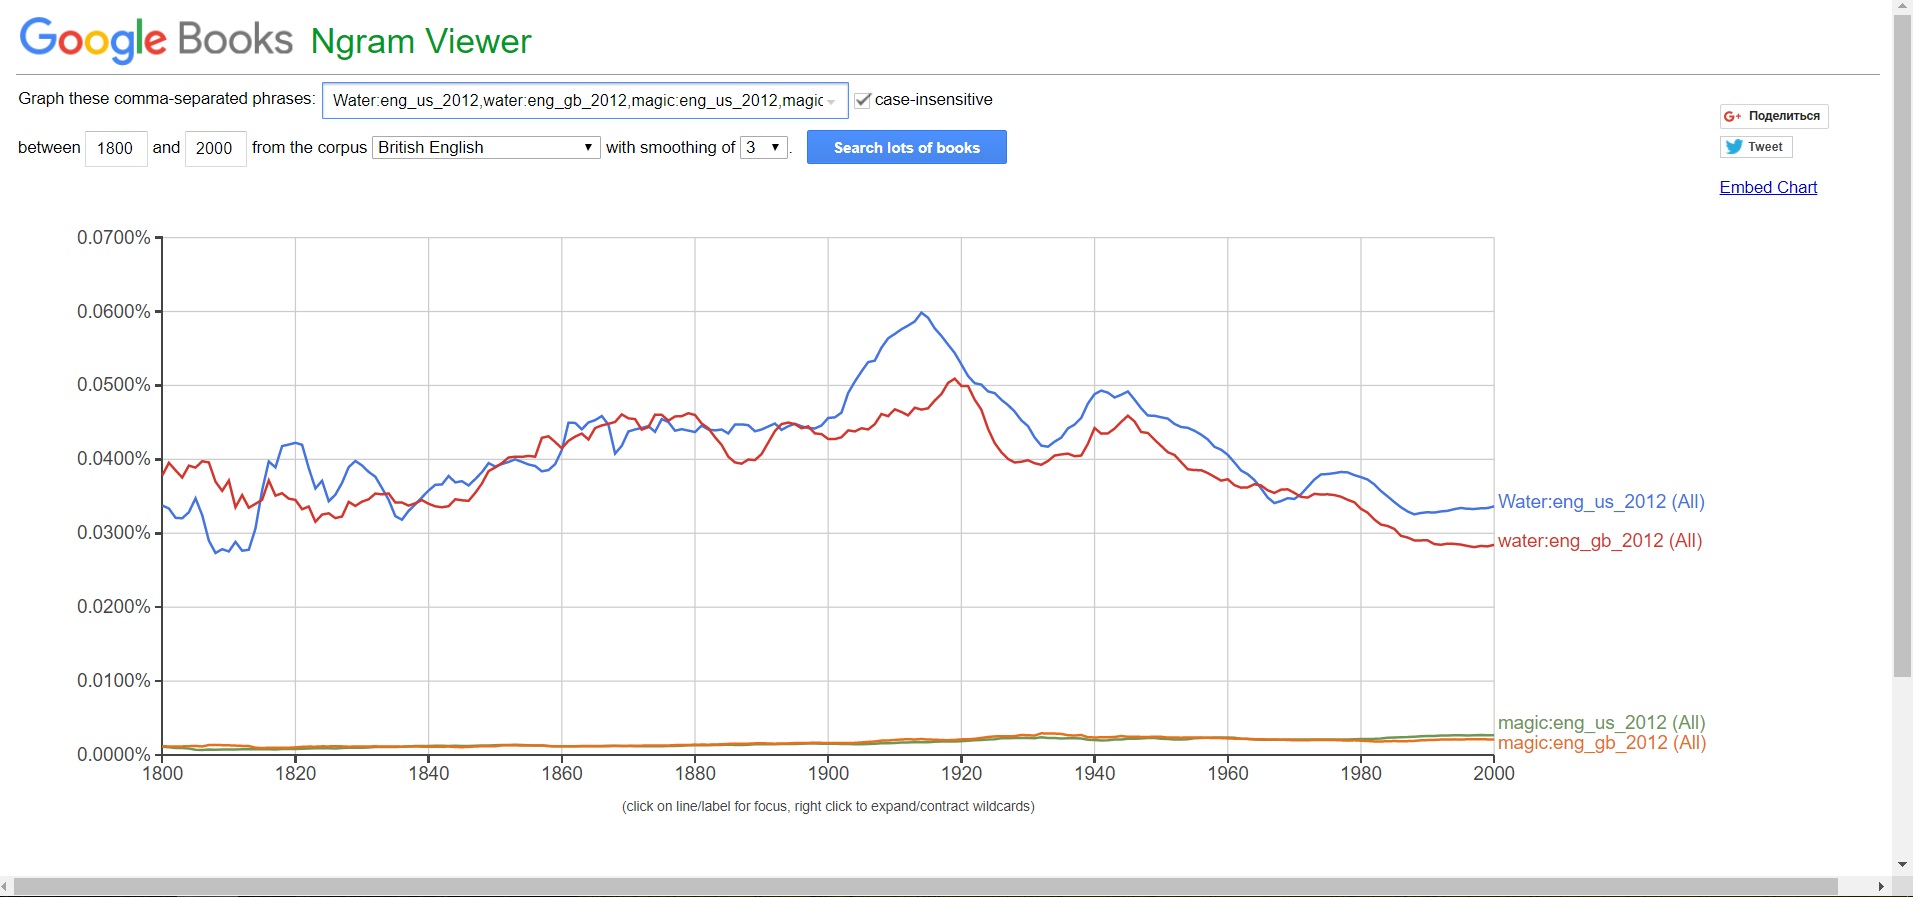 Google Books Ngram Viewer
Graph these comma-separated phrases: Water:eng_us_2012,water:eng_gb_2012,magic:eng_us_2012,magic case-insensitive
between 1800 and 2000 from the corpus British English with smoothing of 3 . Search lots of books
G+ Поделиться
Tweet
Embed Chart
0.0700%
0.0600%
0.0500%
0.0400%
0.0300%
0.0200%
0.0100%
0.0000%
Water:eng_us_2012 (All)
water:eng_gb_2012 (All)
magic:eng_us_2012 (All)
magic:eng_gb_2012 (All)
1800 1820 1840 1860 1880 1900 1920 1940 1960 1980 2000
(click on line/label for focus, right click to expand/contract wildcards)